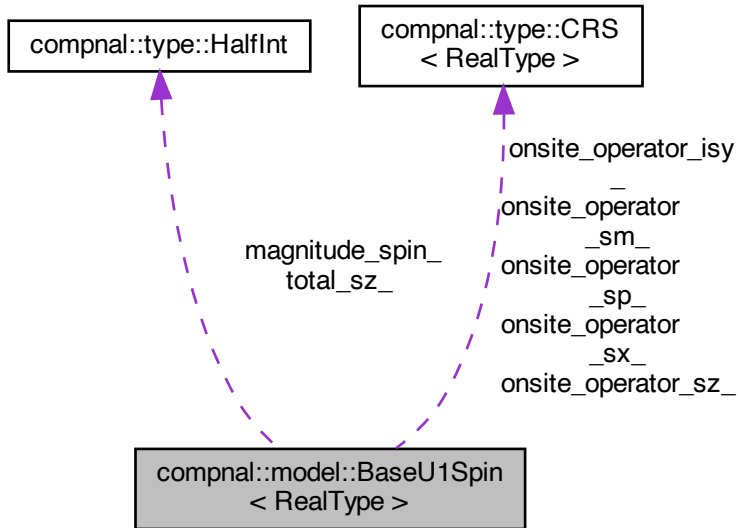 compnal::type::HalfInt
compnal::type::CRS
< RealType >
magnitude_spin_
total_sz_
onsite_operator_isy
_
onsite_operator
_sm_
onsite_operator
_sp_
onsite_operator
_sx_
onsite_operator_sz_
compnal::model::BaseU1Spin
< RealType >